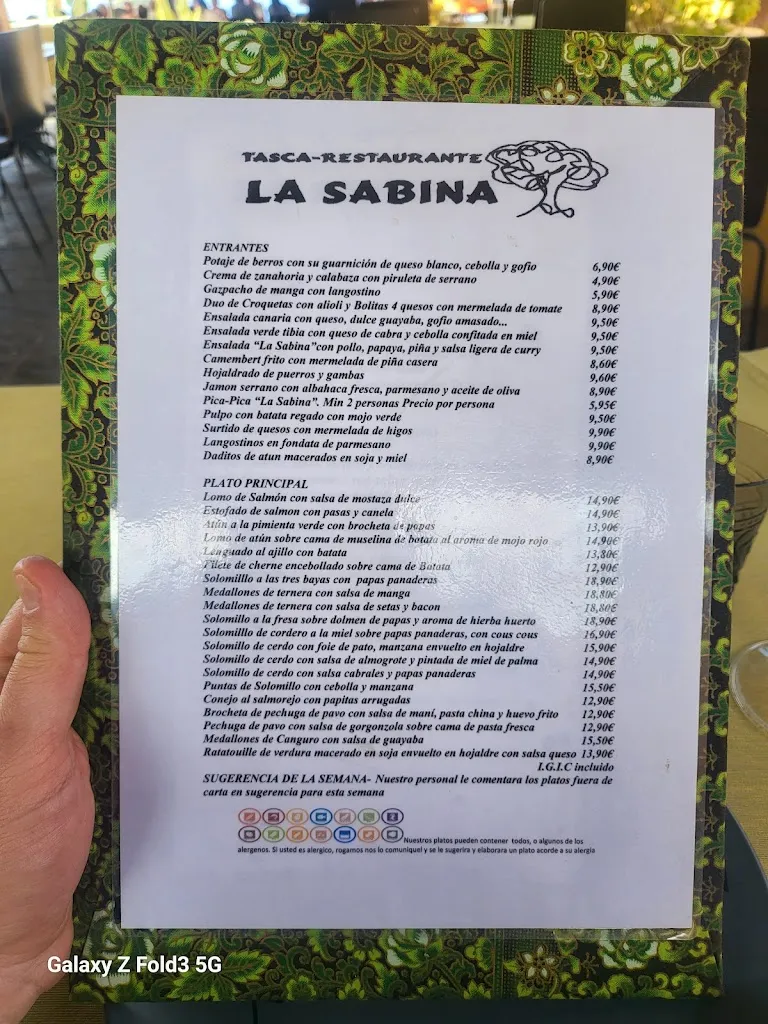 TASCA-RESTAURANTE
LA SABINA
ENTRANTES
Potaje de berros con su guarnición de queso blanco, cebolla y gofio 6,90€
Crema de zanahoria y calabaza con piruleta de serrano 4,90€
Gazpacho de manga con langostino 5,90€
Duo de Croquetas con alioli y Bolitas 4 quesos con mermelada de tomate 8,90€
Ensalada canaria con queso, dulce guayaba, gofio amasado... 9,50€
Ensalada verde tibia con queso de cabra y cebolla confitada en miel 9,50€
Ensalada "La Sabina"con pollo, papaya, piña y salsa ligera de curry 9,50€
Camembert frito con mermelada de piña casera 8,60€
Hojaldrado de puerros y gambas 9,60€
Jamon serrano con albahaca fresca, parmesano y aceite de oliva 8,90€
Pica-Pica "La Sabina". Min 2 personas Precio por persona 5,95€
Pulpo con batata regado con mojo verde 9,50€
Surtido de quesos con mermelada de higos 9,90€
Langostinos en fondata de parmesano 9,90€
Daditos de atun macerados en soja y miel 8,90€
PLATO PRINCIPAL
Lomo de Salmón con salsa de mostaza dulce 14,90€
Estofado de salmon con pasas y canela 14,90€
Atún a la pimienta verde con brocheta de papas 13,90€
Lomo de atún sobre cama de muselina de batata al aroma de mojo rojo 14,90€
Lenguado al ajillo con batata 13,80€
Filete de cherne encebollado sobre cama de Batata 12,90€
Solomilllo a las tres bayas con papas panaderas 18,90€
Medallones de ternera con salsa de manga 18,80€
Medallones de ternera con salsa de setas y bacon 18,80€
Solomillo a la fresa sobre dolmen de papas y aroma de hierba huerto 18,90€
Solomilllo de cordero a la miel sobre papas panaderas, con cous cous 16,90€
Solomillo de cerdo con foie de pato, manzana envuelto en hojaldre 15,90€
Solomillo de cerdo con salsa de almogrote y pintada de miel de palma 14,90€
Solomillo de cerdo con salsa cabrales y papas panaderas 14,90€
Puntas de Solomillo con cebolla y manzana 15,50€
Conejo al salmorejo con papitas arrugadas 12,90€
Brocheta de pechuga de pavo con salsa de maní, pasta china y huevo frito 12,90€
Pechuga de pavo con salsa de gorgonzola sobre cama de pasta fresca 12,90€
Medallones de Canguro con salsa de guayaba 15,50€
Ratatouille de verdura macerado en soja envuelto en hojaldre con salsa queso 13,90€
I.G.I.C incluido
SUGERENCIA DE LA SEMANA- Nuestro personal le comentara los platos fuera de
carta en sugerencia para esta semana
Nuestros platos pueden contener todos, o algunos de los
alergenos. Si usted es alergico, rogamos nos lo comuniquel y se le sugerira y elaborara un plato acorde a su alergia
Galaxy Z Fold3 5G